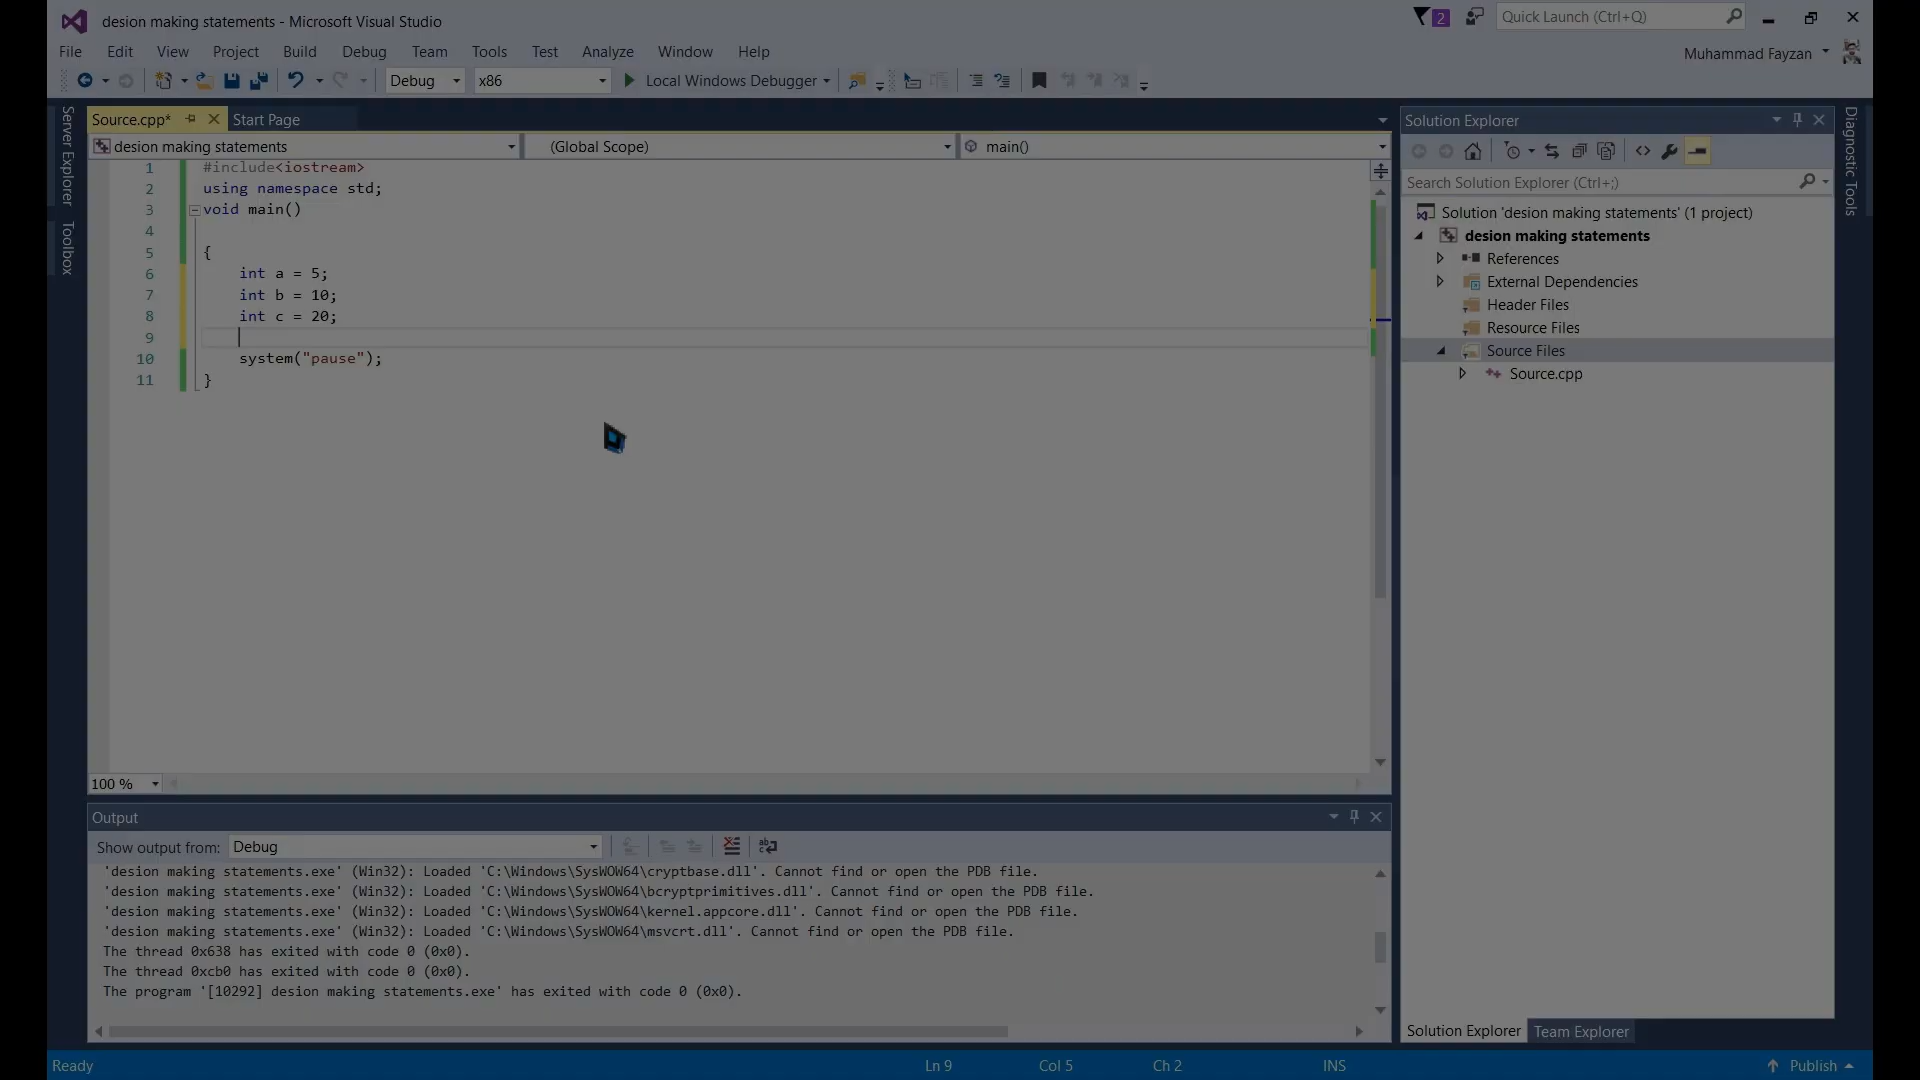 desion making statements - Microsoft Visual Studio
2
Quick Launch (Ctrl+Q)
File Edit View Project Build Debug Team Tools Test Analyze Window Help
Muhammad Fayzan
Debug x86 Local Windows Debugger
Server Explorer
Toolbox
Source.cpp* Start Page
desion making statements (Global Scope) main()
1 #include<iostream>
2 using namespace std;
3 void main()
4
5 {
6 int a = 5;
7 int b = 10;
8 int c = 20;
9
10 system("pause");
11 }
100 %
Solution Explorer
Search Solution Explorer (Ctrl+;)
Solution 'desion making statements' (1 project)
desion making statements
References
External Dependencies
Header Files
Resource Files
Source Files
Source.cpp
Solution Explorer Team Explorer
Diagnostic Tools
Output
Show output from: Debug
'desion making statements.exe' (Win32): Loaded 'C:\Windows\SysWOW64\cryptbase.dll'. Cannot find or open the PDB file.
'desion making statements.exe' (Win32): Loaded 'C:\Windows\SysWOW64\bcryptprimitives.dll'. Cannot find or open the PDB file.
'desion making statements.exe' (Win32): Loaded 'C:\Windows\SysWOW64\kernel.appcore.dll'. Cannot find or open the PDB file.
'desion making statements.exe' (Win32): Loaded 'C:\Windows\SysWOW64\msvcrt.dll'. Cannot find or open the PDB file.
The thread 0x638 has exited with code 0 (0x0).
The thread 0xcb0 has exited with code 0 (0x0).
The program '[10292] desion making statements.exe' has exited with code 0 (0x0).
Ready Ln 9 Col 5 Ch 2 INS Publish